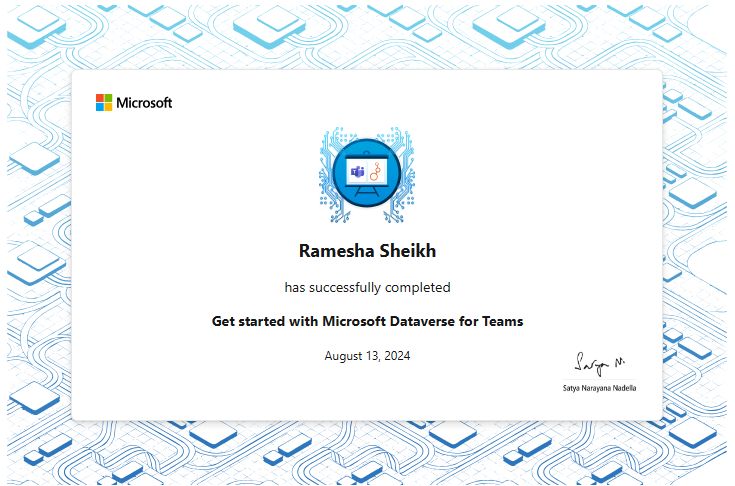 Microsoft
Ramesha Sheikh
has successfully completed
Get started with Microsoft Dataverse for Teams
August 13, 2024
Satya N.
Satya Narayana Nadella